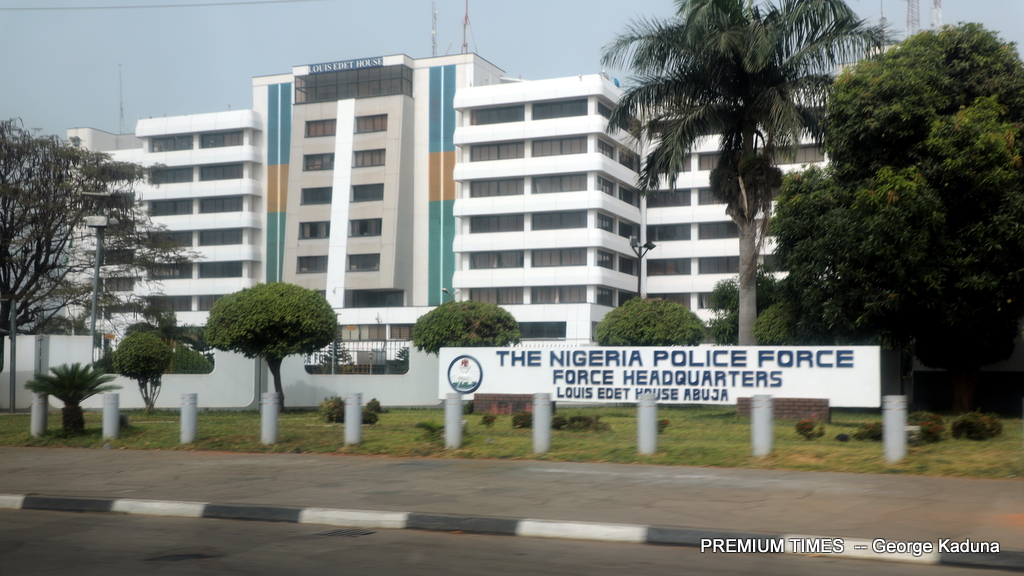 LOUIS EDET HOUSE
THE NIGERIA POLICE FORCE
FORCE HEADQUARTERS
LOUIS EDET HOUSE ABUJA
PREMIUM TIMES -- George Kaduna